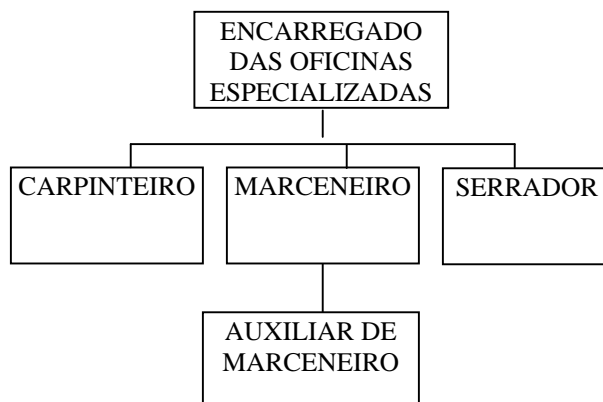 ENCARREGADO
DAS OFICINAS
ESPECIALIZADAS
CARPINTEIRO
MARCENEIRO
SERRADOR
AUXILIAR DE
MARCENEIRO